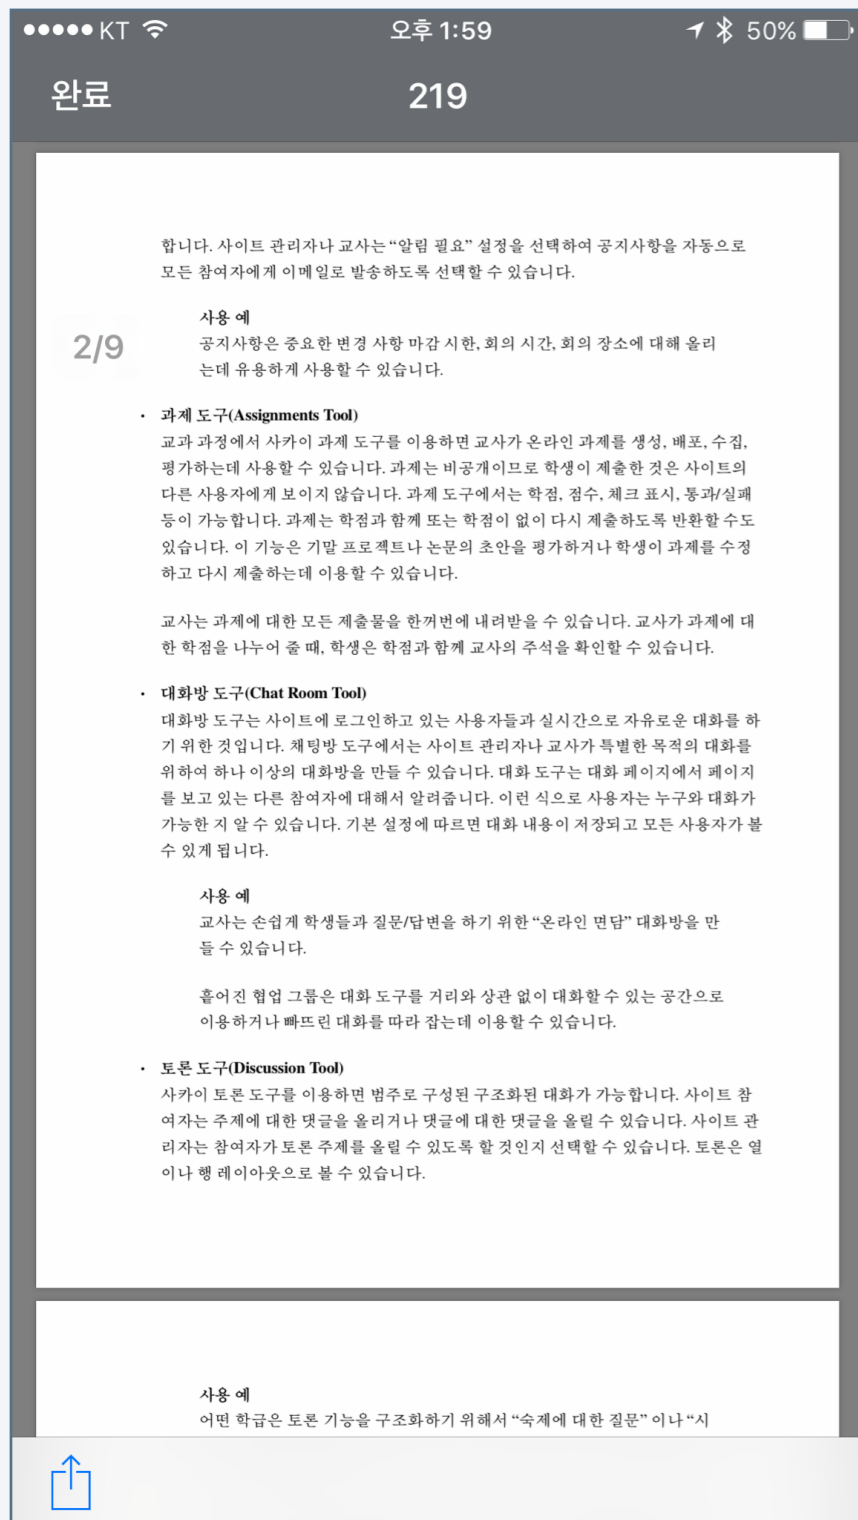 KT 오후 1:59 50%
완료 219
합니다. 사이트 관리자나 교사는 “알림 필요” 설정을 선택하여 공지사항을 자동으로
모든 참여자에게 이메일로 발송하도록 선택할 수 있습니다.
사용 예
2/9
공지사항은 중요한 변경 사항 마감 시한, 회의 시간, 회의 장소에 대해 올리
는데 유용하게 사용할 수 있습니다.
• 과제 도구(Assignments Tool)
교과 과정에서 사카이 과제 도구를 이용하면 교사가 온라인 과제를 생성, 배포, 수집,
평가하는데 사용할 수 있습니다. 과제는 비공개이므로 학생이 제출한 것은 사이트의
다른 사용자에게 보이지 않습니다. 과제 도구에서는 학점, 점수, 체크 표시, 통과/실패
등이 가능합니다. 과제는 학점과 함께 또는 학점이 없이 다시 제출하도록 반환할 수도
있습니다. 이 기능은 기말 프로젝트나 논문의 초안을 평가하거나 학생이 과제를 수정
하고 다시 제출하는데 이용할 수 있습니다.
교사는 과제에 대한 모든 제출물을 한꺼번에 내려받을 수 있습니다. 교사가 과제에 대
한 학점을 나누어 줄 때, 학생은 학점과 함께 교사의 주석을 확인할 수 있습니다.
• 대화방 도구(Chat Room Tool)
대화방 도구는 사이트에 로그인하고 있는 사용자들과 실시간으로 자유로운 대화를 하
기 위한 것입니다. 채팅방 도구에서는 사이트 관리자나 교사가 특별한 목적의 대화를
위하여 하나 이상의 대화방을 만들 수 있습니다. 대화 도구는 대화 페이지에서 페이지
를 보고 있는 다른 참여자에 대해서 알려줍니다. 이런 식으로 사용자는 누구와 대화가
가능한 지 알 수 있습니다. 기본 설정에 따르면 대화 내용이 저장되고 모든 사용자가 볼
수 있게 됩니다.
사용 예
교사는 손쉽게 학생들과 질문/답변을 하기 위한 “온라인 면담” 대화방을 만
들 수 있습니다.
흩어진 협업 그룹은 대화 도구를 거리와 상관 없이 대화할 수 있는 공간으로
이용하거나 빠뜨린 대화를 따라 잡는데 이용할 수 있습니다.
• 토론 도구(Discussion Tool)
사카이 토론 도구를 이용하면 범주로 구성된 구조화된 대화가 가능합니다. 사이트 참
여자는 주제에 대한 댓글을 올리거나 댓글에 대한 댓글을 올릴 수 있습니다. 사이트 관
리자는 참여자가 토론 주제를 올릴 수 있도록 할 것인지 선택할 수 있습니다. 토론은 열
이나 행 레이아웃으로 볼 수 있습니다.
사용 예
어떤 학급은 토론 기능을 구조화하기 위해서 “숙제에 대한 질문” 이나 “시